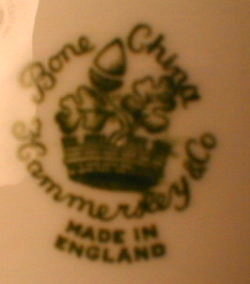 Bone China
Hammersley & Co
MADE IN
ENGLAND